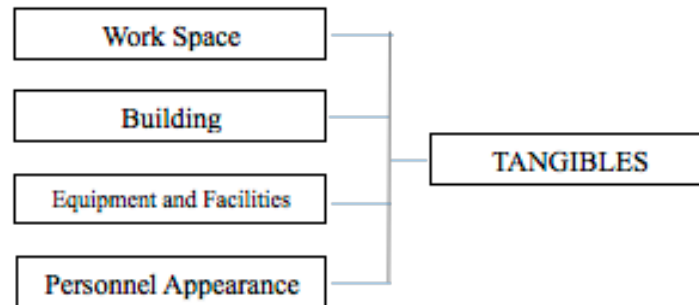 Work Space
Building
TANGIBLES
Equipment and Facilities
Personnel Appearance